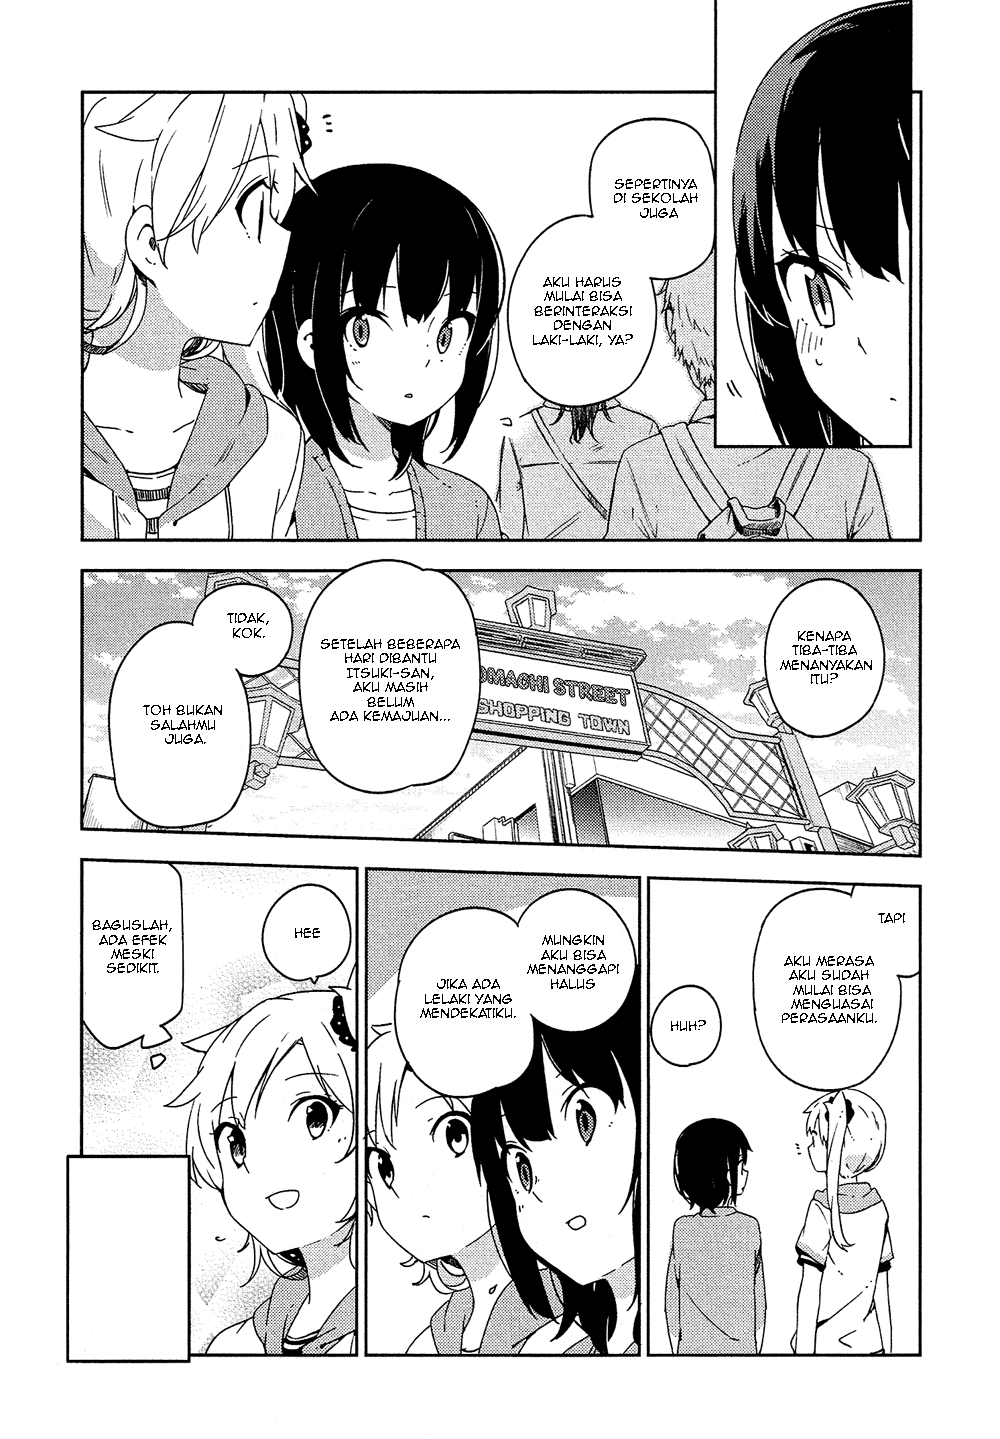 SEPERTINYA
DI SEKOLAH
JUGA
AKU HARUS
MULAI BISA
BERINTERAKSI
DENGAN
LAKI-LAKI, YA?
KENAPA
TIBA-TIBA
MENANYAKAN
ITU?
SETELAH BEBERAPA
HARI DIBANTU
ITSUKI-SAN,
AKU MASIH
BELUM
ADA KEMAJUAN...
TIDAK,
KOK.
TOH BUKAN
SALAHMU
JUGA.
OMACHI STREET
SHOPPING TOWN
TAPI
AKU MERASA
AKU SUDAH
MULAI BISA
MENGUASAI
PERASAANKU.
HUH?
MUNGKIN
AKU BISA
MENANGGAPI
HALUS
JIKA ADA
LELAKI YANG
MENDEKATIKU.
HEE
BAGUSLAH,
ADA EFEK
MESKI
SEDIKIT.